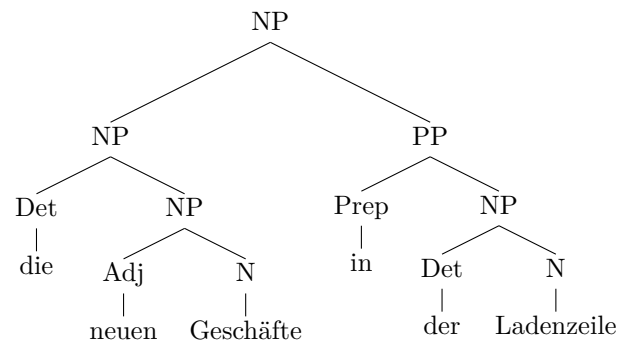 NP
NP PP
Det NP Prep NP
die Adj N in Det N
neuen Geschäfte der Ladenzeile